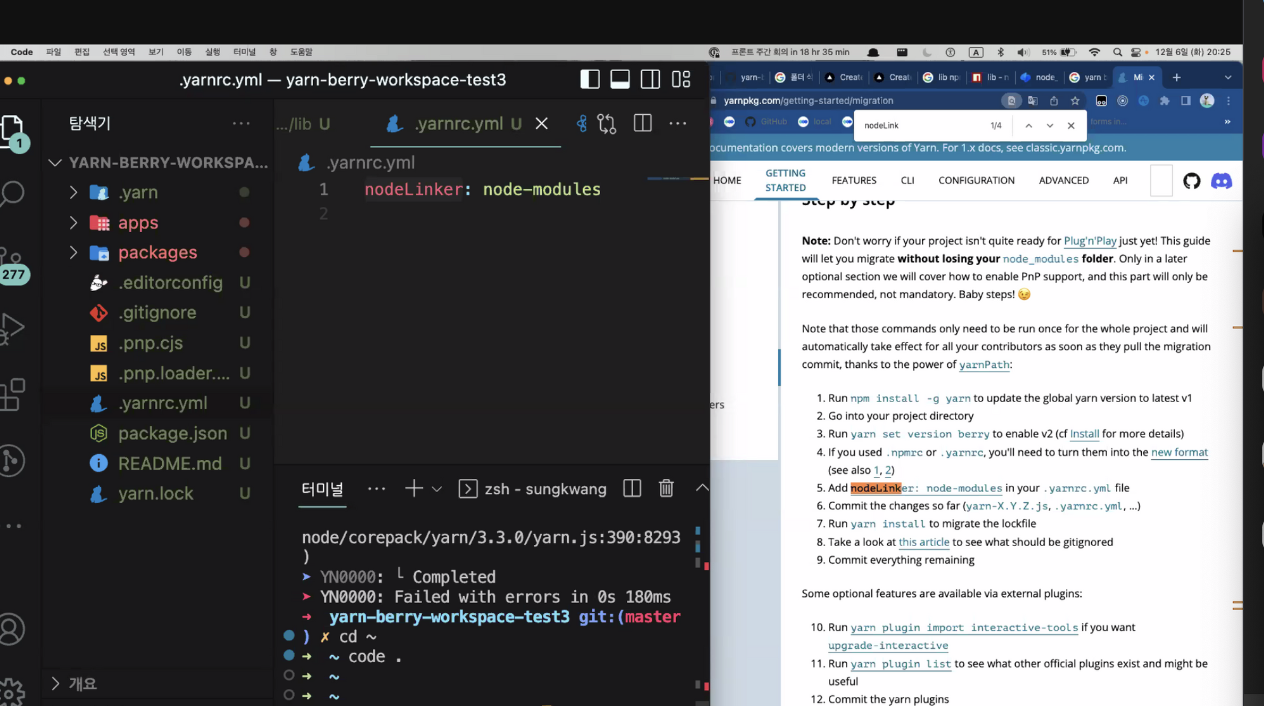 Code 파일 편집 선택 영역 보기 이동 실행 터미널 창 도움말
프론트 주간 회의 in 18 hr 35 min A 51% 12월 6일 (화) 20:25
.yarnrc.yml — yarn-berry-workspace-test3
1
277
탐색기 ...
YARN-BERRY-WORKSPA...
.yarn
apps
packages
.editorconfig U
.gitignore U
.pnp.cjs U
.pnp.loader.... U
.yarnrc.yml U
package.json U
README.md U
yarn.lock U
개요
.../lib U .yarnrc.yml U
.yarnrc.yml
1 nodeLinker: node-modules
2
터미널 ... zsh - sungkwang
node/corepack/yarn/3.3.0/yarn.js:390:8293
)
➤ YN0000: └ Completed
➤ YN0000: Failed with errors in 0s 180ms
➜ yarn-berry-workspace-test3 git:(master
) ✗ cd ~
➜ ~ code .
➜ ~
➜ ~
yarn-b 폴더 식 Create Create lib np lib - n node_ yarn b Mi
yarnpkg.com/getting-started/migration
nodeLink 1/4
GitHub local forms in...
ocumentation covers modern versions of Yarn. For 1.x docs, see classic.yarnpkg.com.
HOME GETTING STARTED FEATURES CLI CONFIGURATION ADVANCED API
ers
Step by step
Note: Don't worry if your project isn't quite ready for Plug'n'Play just yet! This guide
will let you migrate without losing your node_modules folder. Only in a later
optional section we will cover how to enable PnP support, and this part will only be
recommended, not mandatory. Baby steps! 😉
Note that those commands only need to be run once for the whole project and will
automatically take effect for all your contributors as soon as they pull the migration
commit, thanks to the power of yarnPath:
1. Run npm install -g yarn to update the global yarn version to latest v1
2. Go into your project directory
3. Run yarn set version berry to enable v2 (cf Install for more details)
4. If you used .npmrc or .yarnrc, you'll need to turn them into the new format
(see also 1, 2)
5. Add nodeLinker: node-modules in your .yarnrc.yml file
6. Commit the changes so far (yarn-X.Y.Z.js, .yarnrc.yml, ...)
7. Run yarn install to migrate the lockfile
8. Take a look at this article to see what should be gitignored
9. Commit everything remaining
Some optional features are available via external plugins:
10. Run yarn plugin import interactive-tools if you want
upgrade-interactive
11. Run yarn plugin list to see what other official plugins exist and might be
useful
12. Commit the yarn plugins